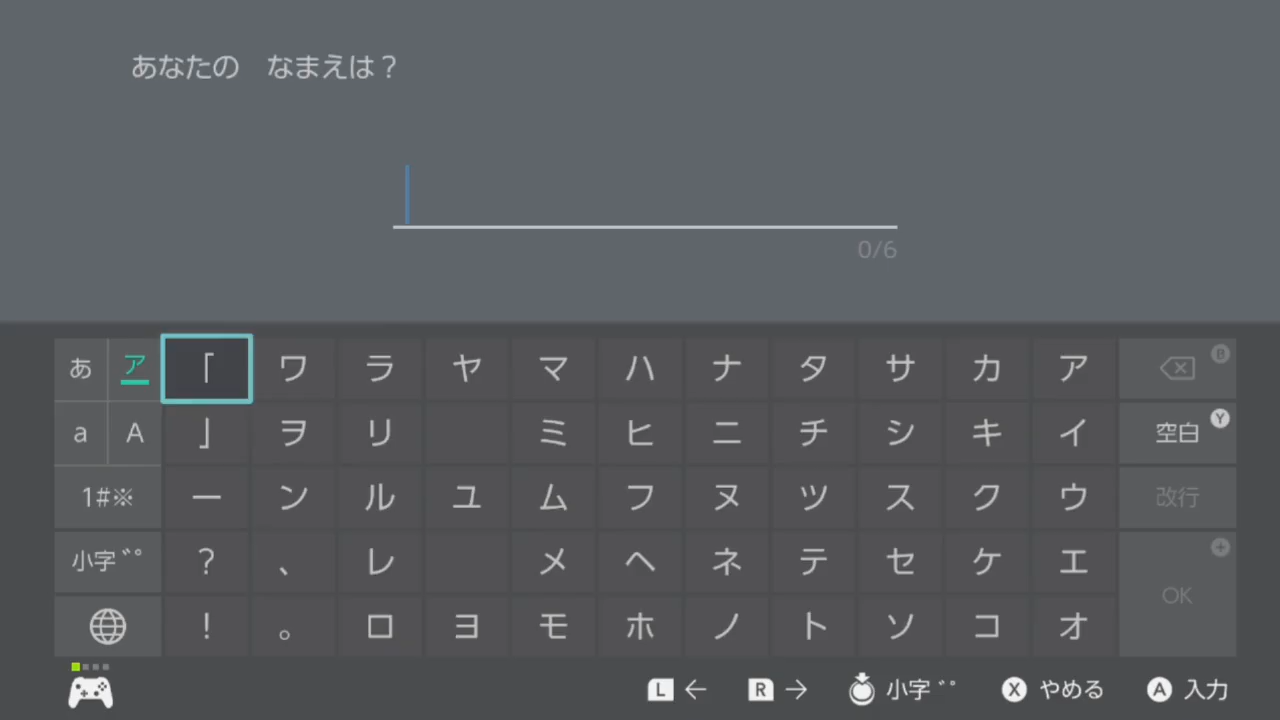 あなたの　なまえは？
0/6
あ ア 「 ワ ラ ヤ マ ハ ナ タ サ カ ア B
a A 」 ヲ リ ミ ヒ ニ チ シ キ イ 空白 Y
1#※ ー ン ル ユ ム フ ヌ ツ ス ク ウ 改行
小字゛゜ ? 、 レ メ ヘ ネ テ セ ケ エ +
! 。 ロ ヨ モ ホ ノ ト ソ コ オ OK
L ← R → 小字゛゜ X やめる A 入力